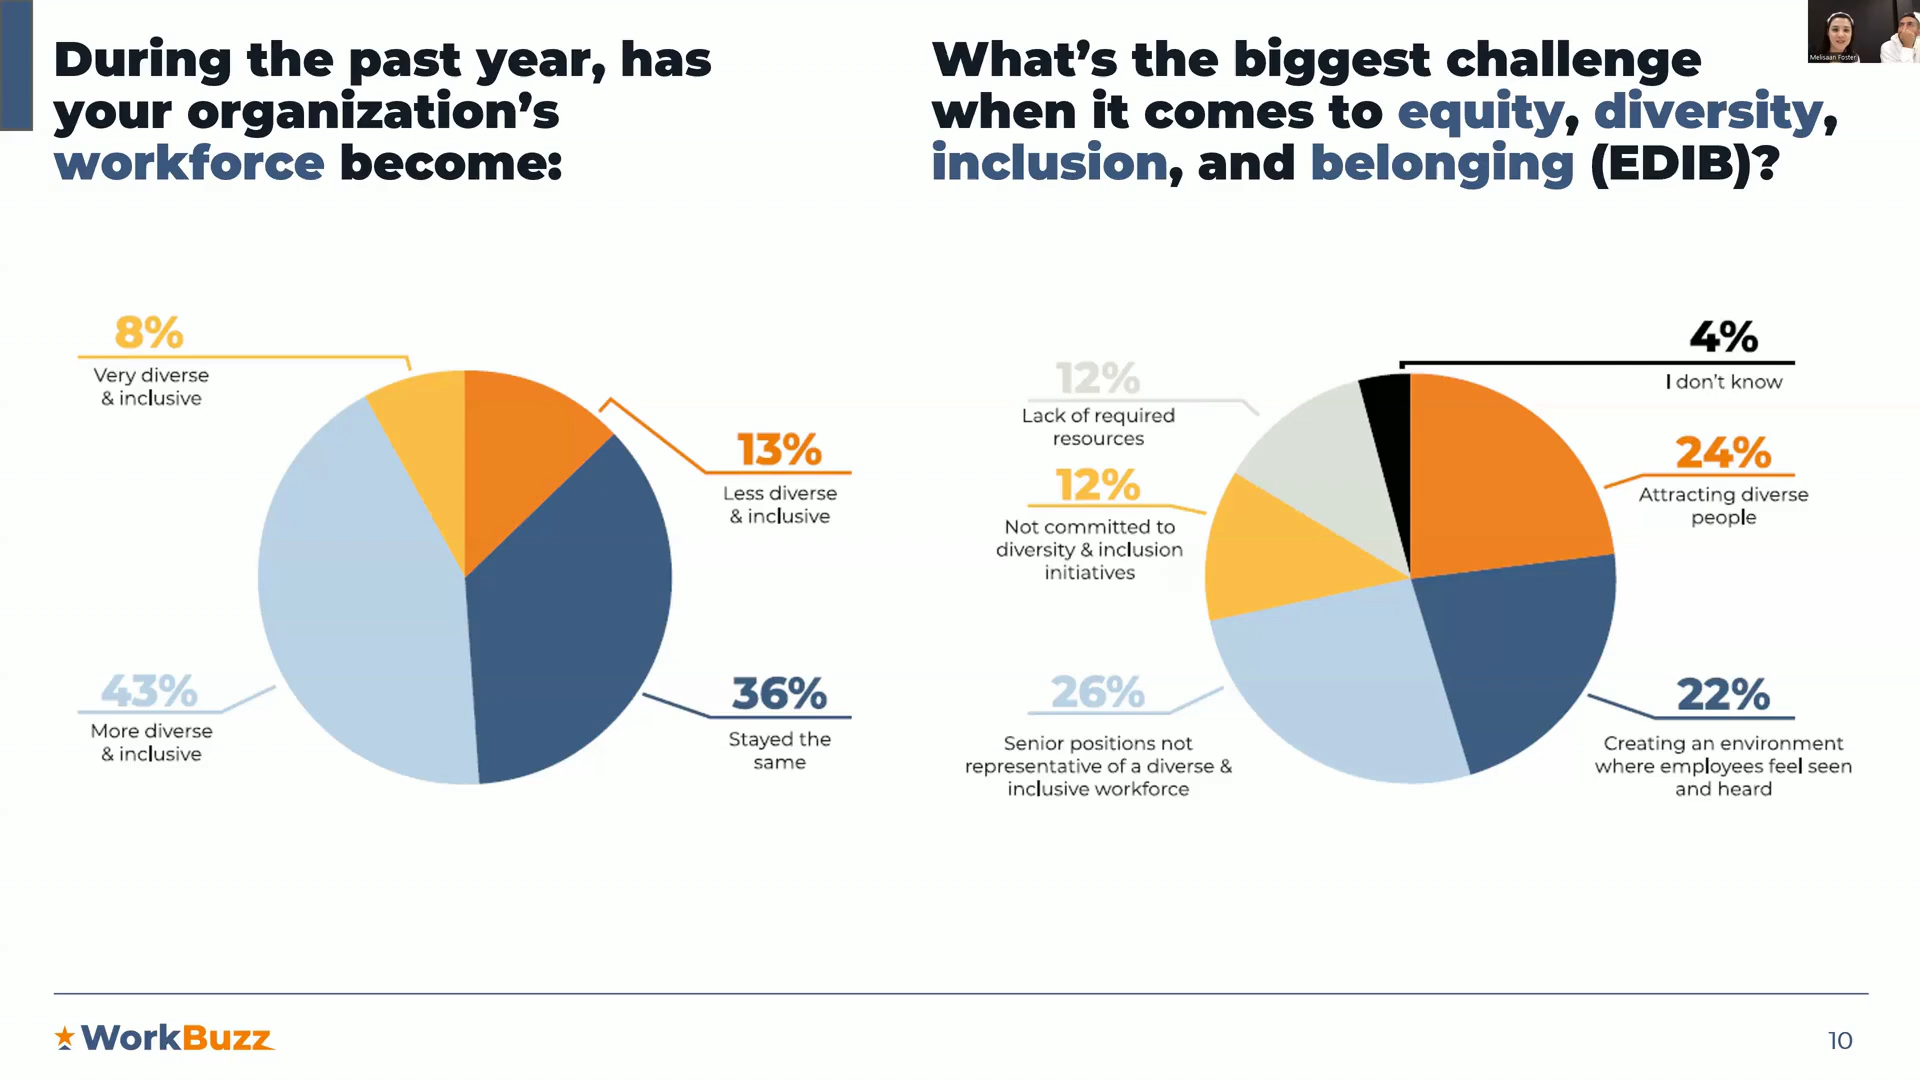 During the past year, has
your organization’s
workforce become:
8%
Very diverse
& inclusive
13%
Less diverse
& inclusive
43%
More diverse
& inclusive
36%
Stayed the
same
What’s the biggest challenge
when it comes to equity, diversity,
inclusion, and belonging (EDIB)?
4%
I don’t know
12%
Lack of required
resources
24%
Attracting diverse
people
12%
Not committed to
diversity & inclusion
initiatives
26%
Senior positions not
representative of a diverse &
inclusive workforce
22%
Creating an environment
where employees feel seen
and heard
Melisaan Foster
WorkBuzz
10